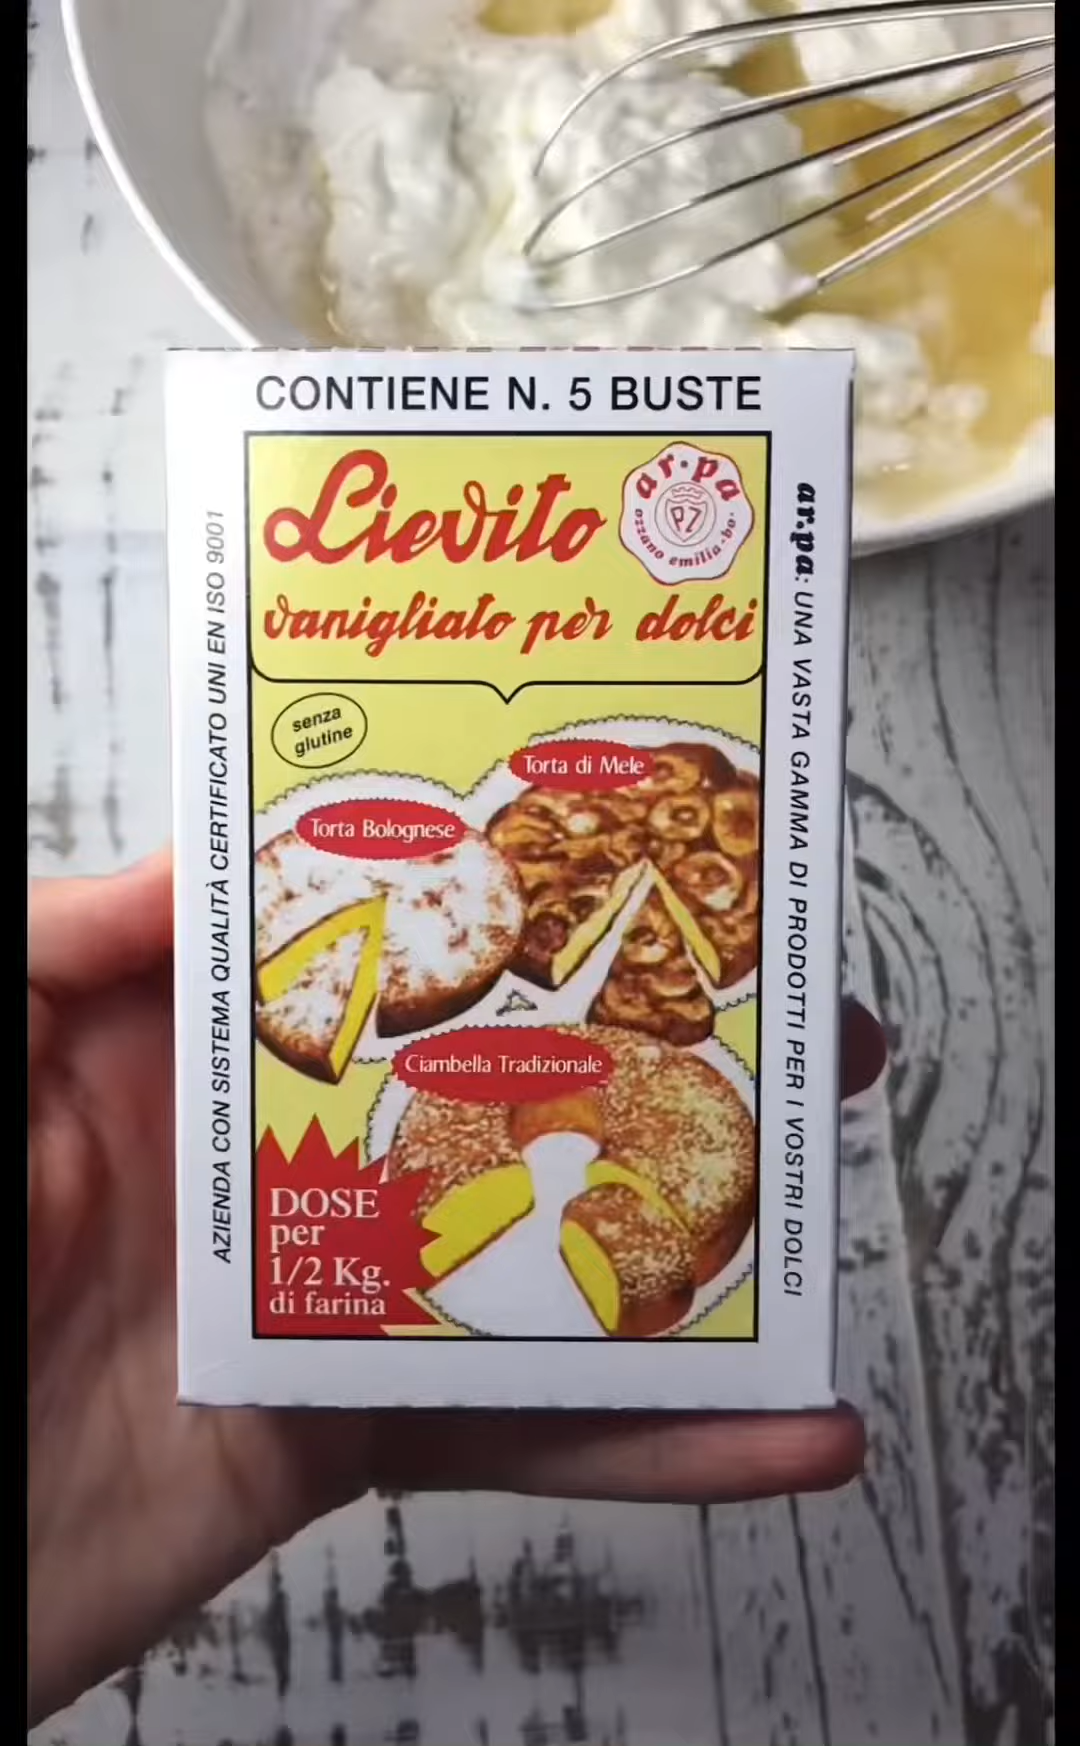 CONTIENE N. 5 BUSTE
Lievito
ar.pa
PZ
ozzano emilia-bo.
vanigliato per dolci
senza
glutine
Torta di Mele
Torta Bolognese
Ciambella Tradizionale
DOSE
per
1/2 Kg.
di farina
AZIENDA CON SISTEMA QUALITÀ CERTIFICATO UNI EN ISO 9001
ar.pa: UNA VASTA GAMMA DI PRODOTTI PER I VOSTRI DOLCI